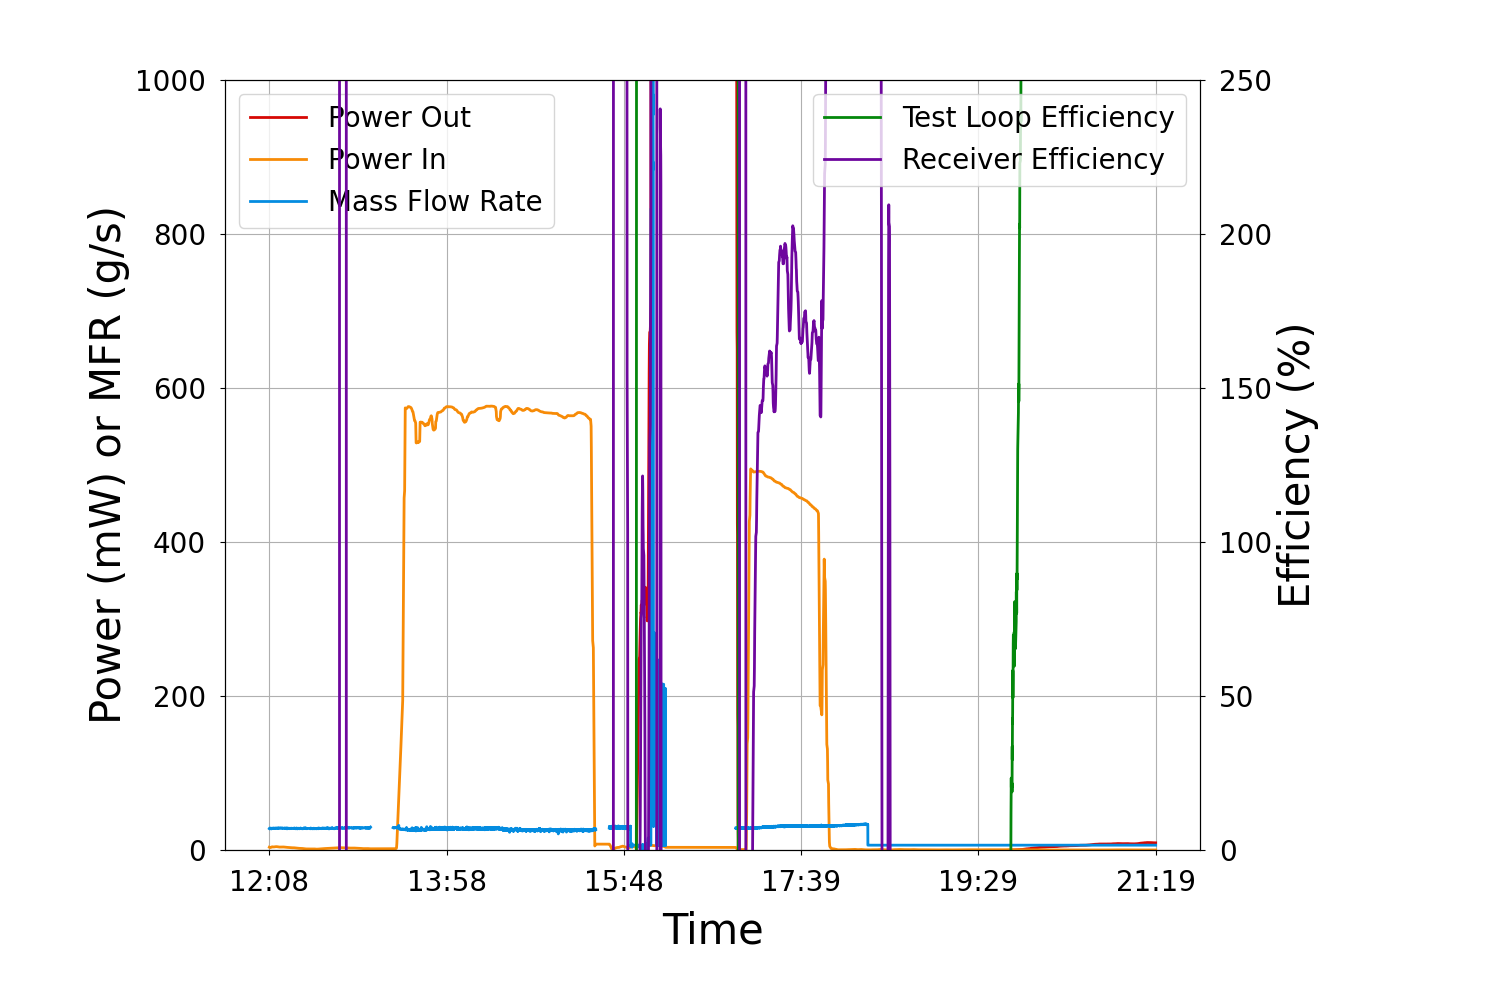 1000
800
600
400
200
0
Power (mW) or MFR (g/s)
Power Out
Power In
Mass Flow Rate
Test Loop Efficiency
Receiver Efficiency
250
200
150
100
50
0
Efficiency (%)
12:08 13:58 15:48 17:39 19:29 21:19
Time